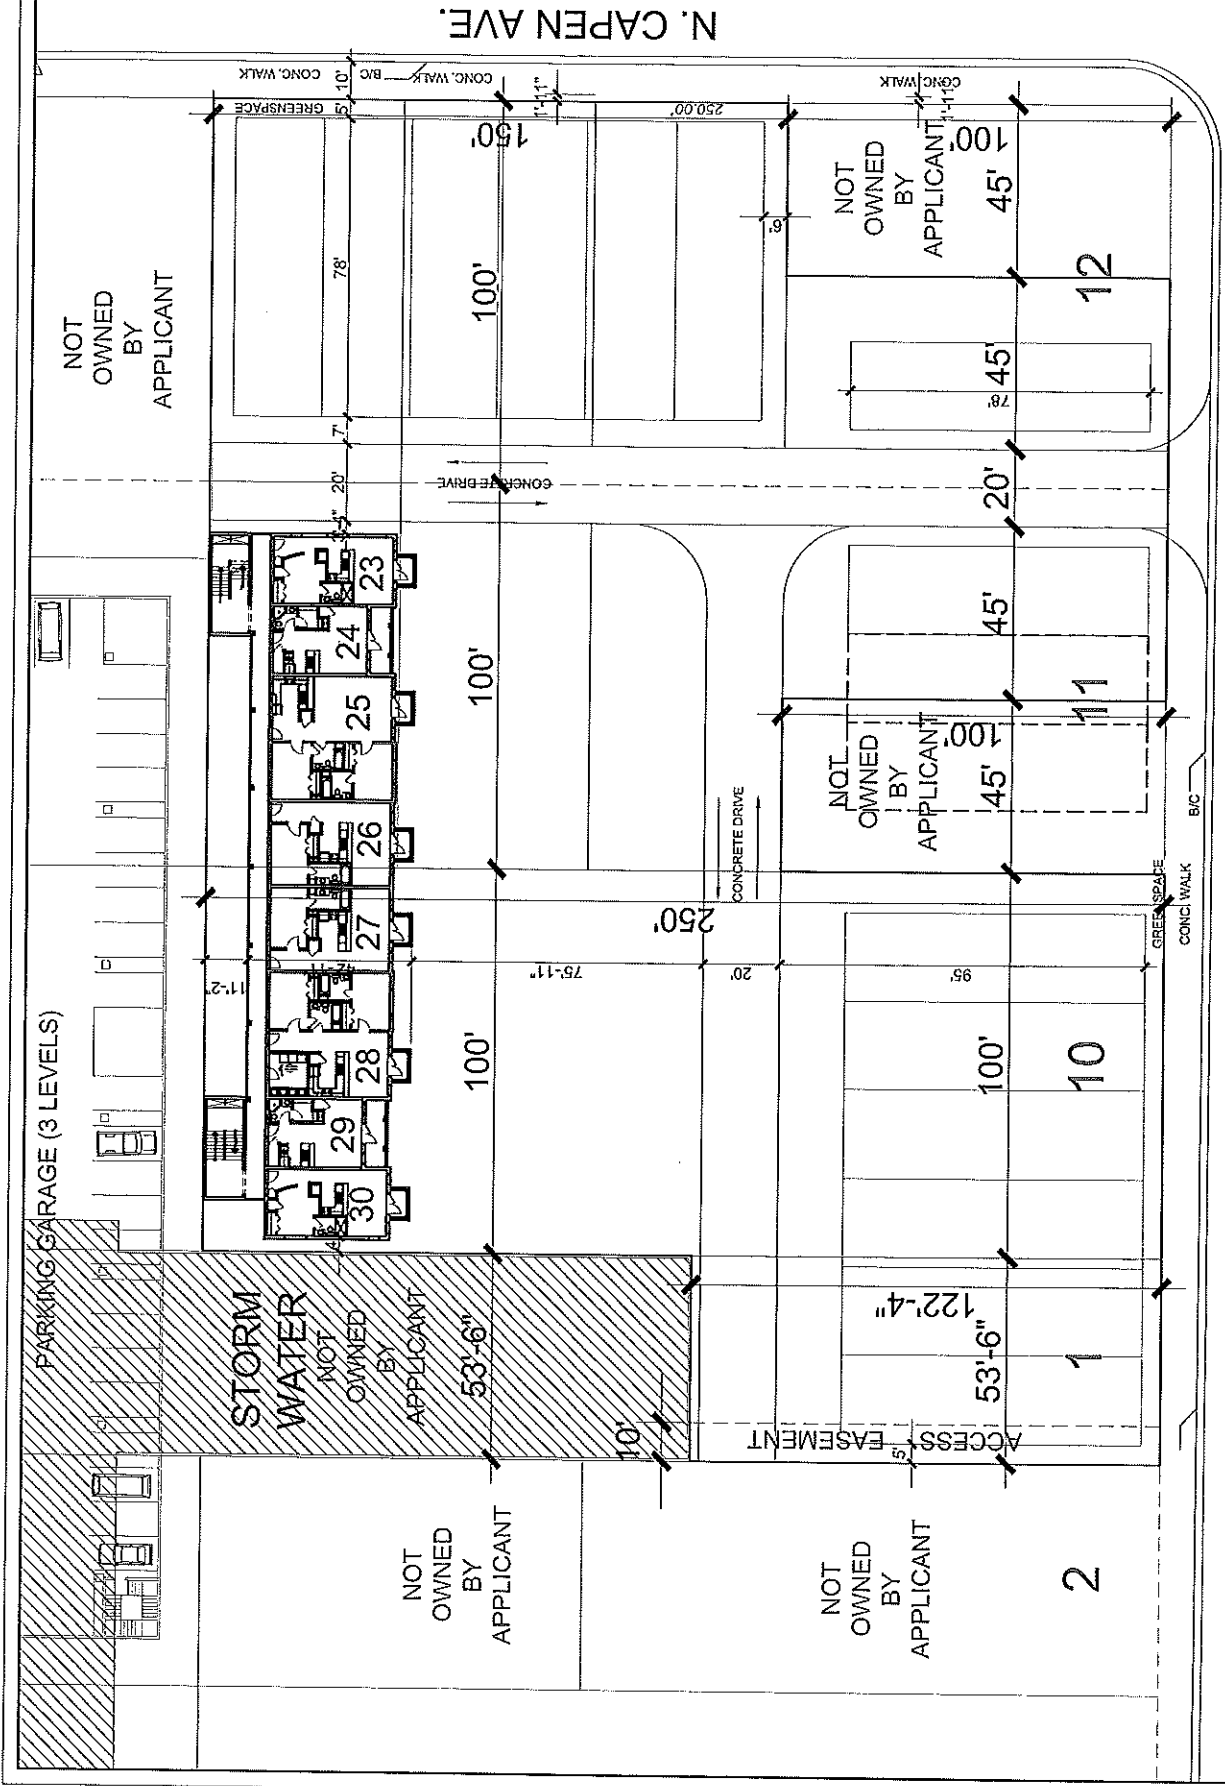 N. CAPEN AVE.
CONC. WALK
10'
B/C
CONC. WALK
CONC. WALK
GREENSPACE
5'
150'
1'-11"
250.00'
1'-11"
100'
NOT
OWNED
BY
APPLICANT
78'
100'
6'
NOT
OWNED
BY
APPLICANT
45'
12
45'
78'
7'
20'
CONCRETE DRIVE
20'
PARKING GARAGE (3 LEVELS)
23
24
25
26
27
28
29
30
100'
45'
11
100'
NOT
OWNED
BY
APPLICANT
45'
CONCRETE DRIVE
250'
11'-2"
75'-11"
20'
95'
GREENSPACE
CONC. WALK
B/C
100'
100'
10
STORM
WATER
NOT
OWNED
BY
APPLICANT
53'-6"
122'-4"
53'-6"
1
10'
ACCESS EASEMENT
5'
NOT
OWNED
BY
APPLICANT
NOT
OWNED
BY
APPLICANT
2